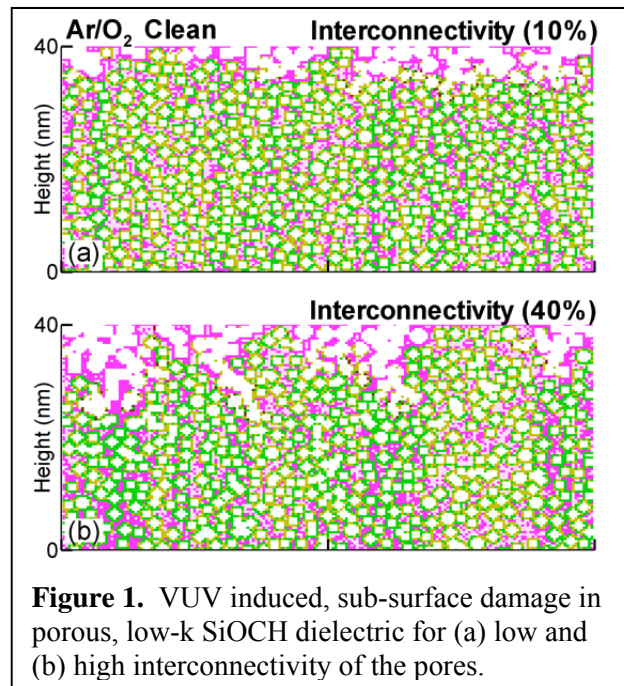 Ar/O₂ Clean Interconnectivity (10%)
40
Height (nm)
0
(a)
Interconnectivity (40%)
40
Height (nm)
0
(b)
Figure 1. VUV induced, sub-surface damage in
porous, low-k SiOCH dielectric for (a) low and
(b) high interconnectivity of the pores.